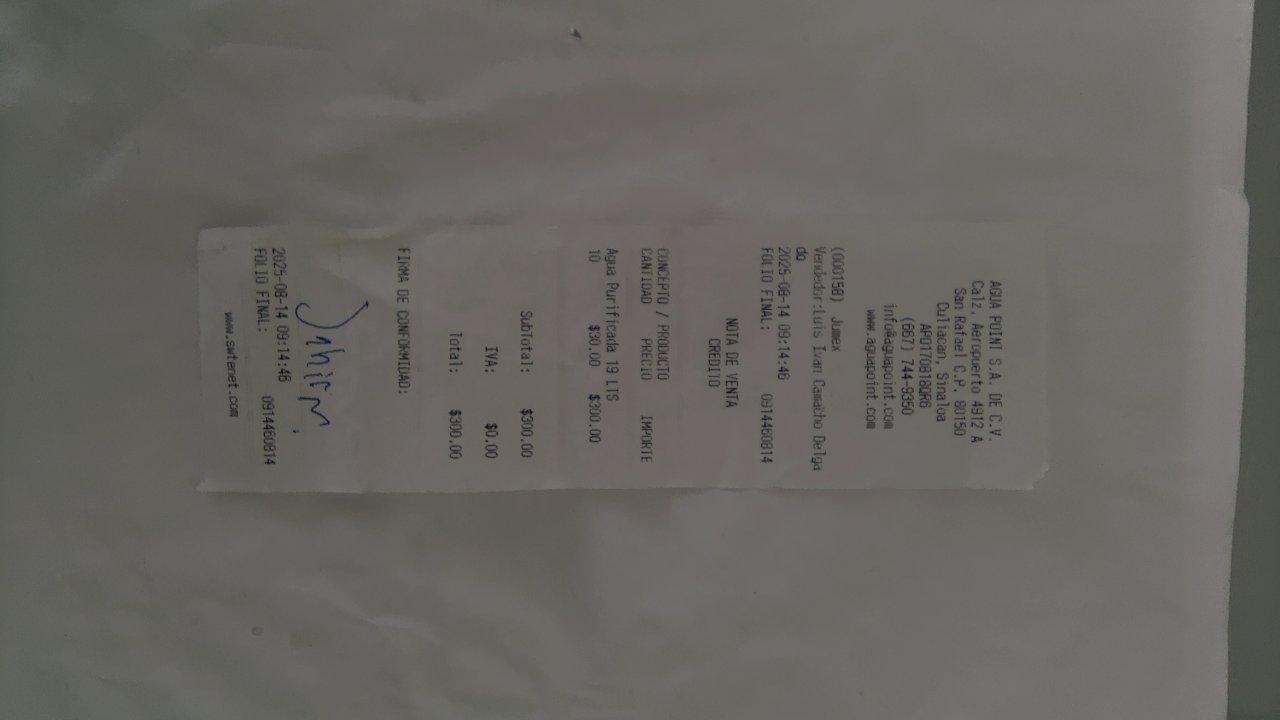 AGUA POINT S.A. DE C.V.
Calz. Aeropuerto 4912 A
San Rafael C.P. 80150
Culiacan, Sinaloa
APO170818QR6
(667) 744-9350
info@aguapoint.com
www.aguapoint.com
(000158) Jumex
Vendedor:Luis Ivan Camacho Delga
do
2025-08-14 09:14:46
FOLIO FINAL: 0914460814
NOTA DE VENTA
CREDITO
CONCEPTO / PRODUCTO
CANTIDAD PRECIO IMPORTE
Agua Purificada 19 LTS
10 $30.00 $300.00
SubTotal: $300.00
IVA: $0.00
Total: $300.00
FIRMA DE CONFORMIDAD:
2025-08-14 09:14:46
FOLIO FINAL: 0914460814
www.swfenet.com